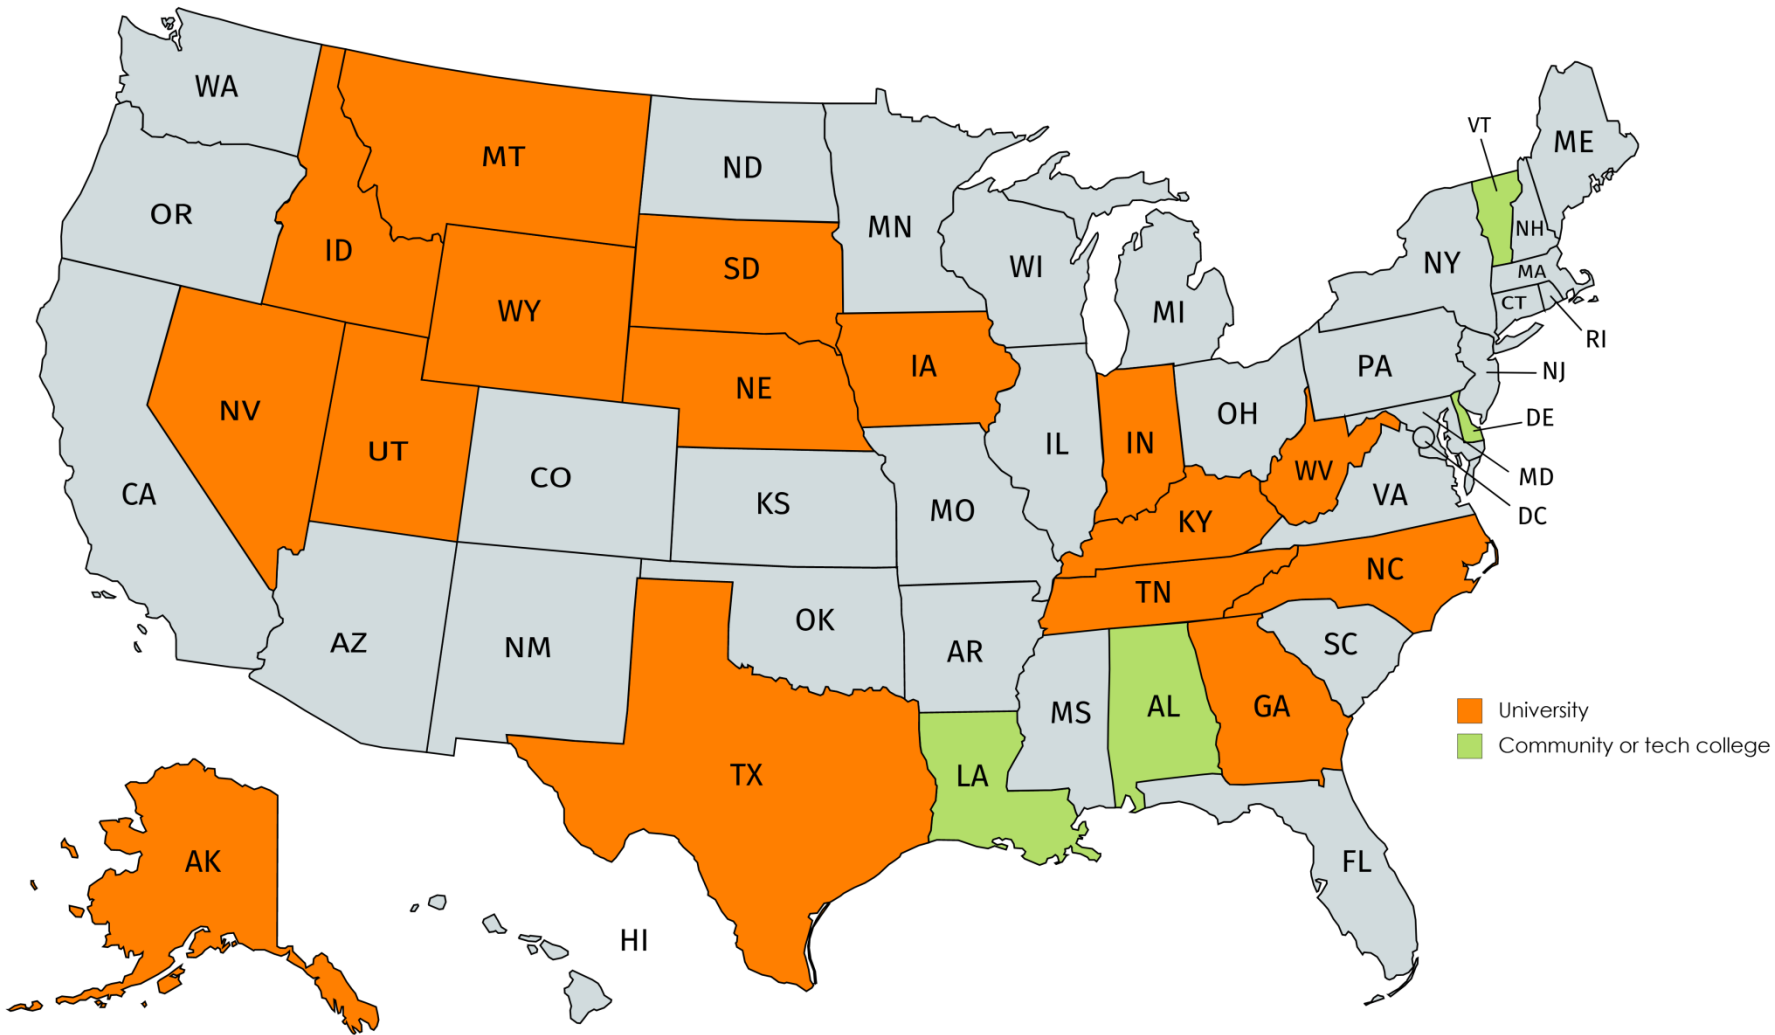 WA
MT
ND
MN
VT
ME
OR
ID
SD
WI
MI
NY
NH
MA
CT
RI
WY
NE
IA
PA
NJ
NV
UT
CO
KS
MO
IL
IN
OH
DE
MD
DC
CA
WV
VA
KY
AZ
NM
OK
AR
TN
NC
SC
TX
LA
MS
AL
GA
University
Community or tech college
FL
AK
HI